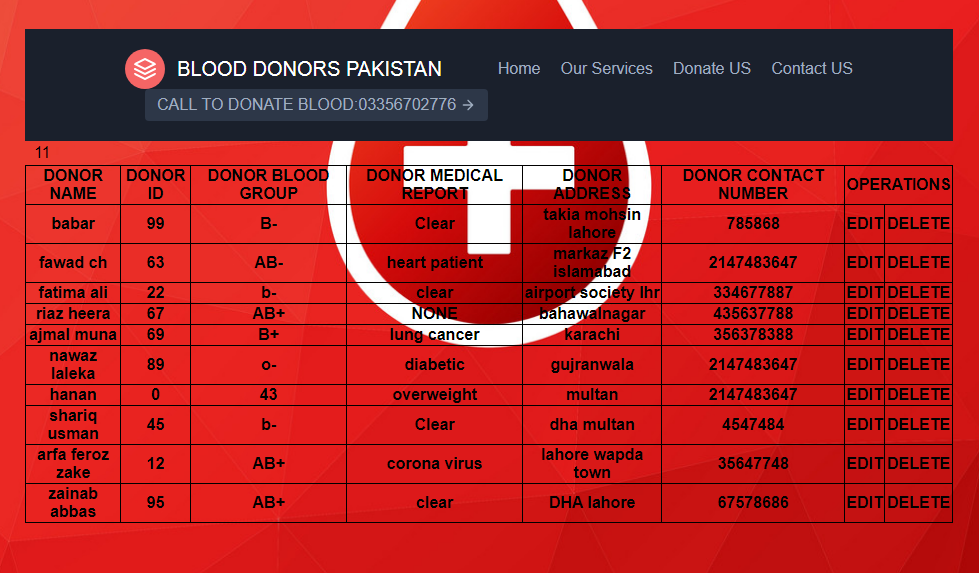 BLOOD DONORS PAKISTAN Home Our Services Donate US Contact US
CALL TO DONATE BLOOD:03356702776 →
11
DONOR NAME DONOR ID DONOR BLOOD GROUP DONOR MEDICAL REPORT DONOR ADDRESS DONOR CONTACT NUMBER OPERATIONS
babar 99 B- Clear takia mohsin lahore 785868 EDIT DELETE
fawad ch 63 AB- heart patient markaz F2 islamabad 2147483647 EDIT DELETE
fatima ali 22 b- clear airport society lhr 334677887 EDIT DELETE
riaz heera 67 AB+ NONE bahawalnagar 435637788 EDIT DELETE
ajmal muna 69 B+ lung cancer karachi 356378388 EDIT DELETE
nawaz laleka 89 o- diabetic gujranwala 2147483647 EDIT DELETE
hanan 0 43 overweight multan 2147483647 EDIT DELETE
shariq usman 45 b- Clear dha multan 4547484 EDIT DELETE
arfa feroz zake 12 AB+ corona virus lahore wapda town 35647748 EDIT DELETE
zainab abbas 95 AB+ clear DHA lahore 67578686 EDIT DELETE